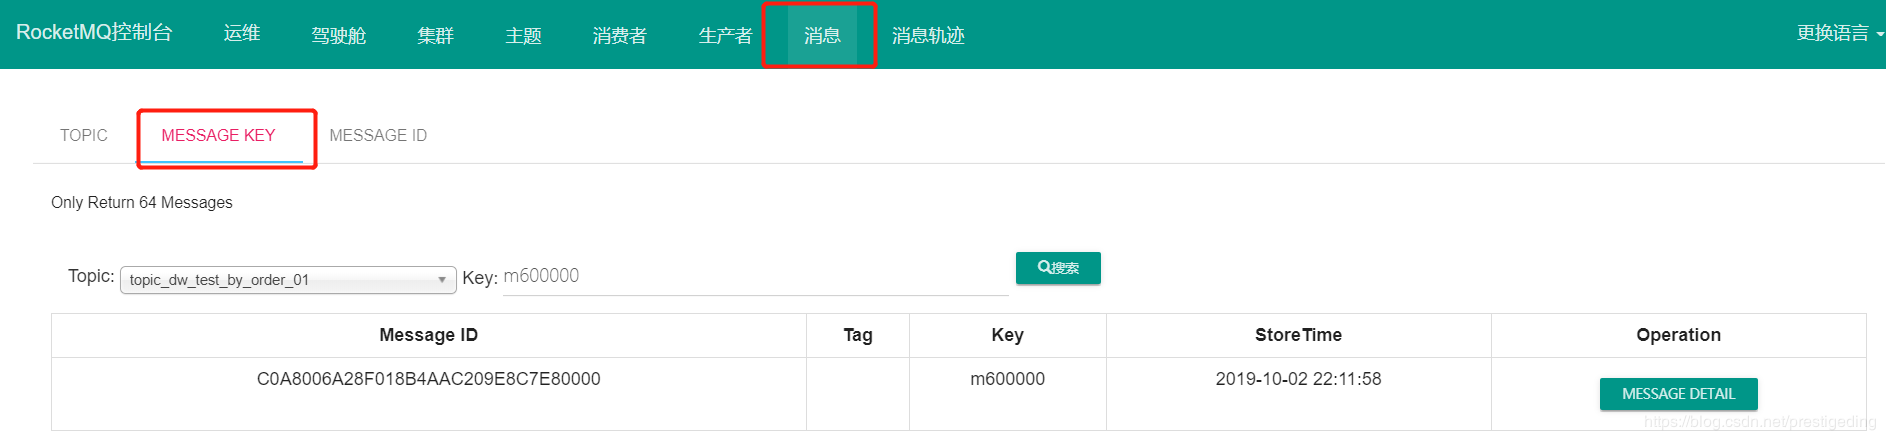 RocketMQ控制台 运维 驾驶舱 集群 主题 消费者 生产者 消息 消息轨迹 更换语言
TOPIC MESSAGE KEY MESSAGE ID
Only Return 64 Messages
Topic: topic_dw_test_by_order_01 Key: m600000 搜索
Message ID Tag Key StoreTime Operation
C0A8006A28F018B4AAC209E8C7E80000 m600000 2019-10-02 22:11:58 MESSAGE DETAIL
https://blog.csdn.net/prestigeding